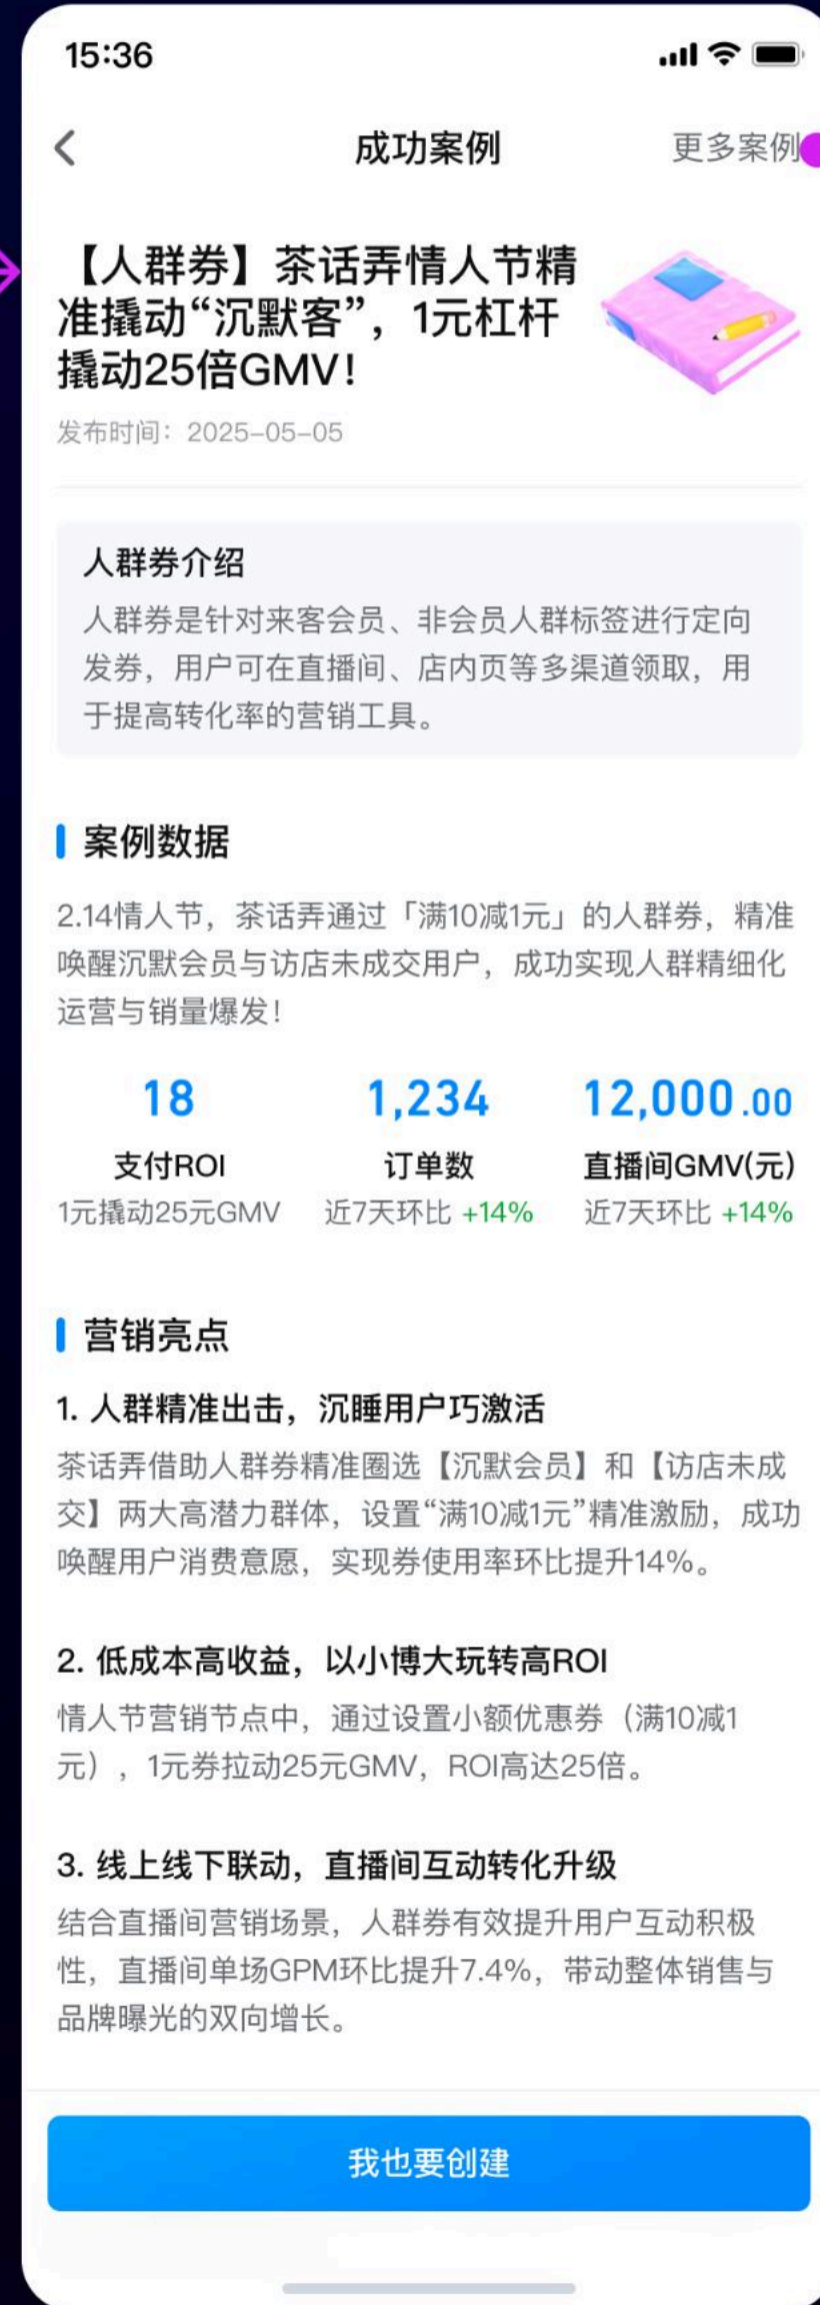 15:36
成功案例
更多案例
【人群券】茶话弄情人节精
准撬动“沉默客”，1元杠杆
撬动25倍GMV！
发布时间：2025-05-05
人群券介绍
人群券是针对来客会员、非会员人群标签进行定向
发券，用户可在直播间、店内页等多渠道领取，用
于提高转化率的营销工具。
案例数据
2.14情人节，茶话弄通过「满10减1元」的人群券，精准
唤醒沉默会员与访店未成交用户，成功实现人群精细化
运营与销量爆发！
18 1,234 12,000.00
支付ROI 订单数 直播间GMV(元)
1元撬动25元GMV 近7天环比 +14% 近7天环比 +14%
营销亮点
1. 人群精准出击，沉睡用户巧激活
茶话弄借助人群券精准圈选【沉默会员】和【访店未成
交】两大高潜力群体，设置“满10减1元”精准激励，成功
唤醒用户消费意愿，实现券使用率环比提升14%。
2. 低成本高收益，以小博大玩转高ROI
情人节营销节点中，通过设置小额优惠券（满10减1
元），1元券拉动25元GMV，ROI高达25倍。
3. 线上线下联动，直播间互动转化升级
结合直播间营销场景，人群券有效提升用户互动积极
性，直播间单场GPM环比提升7.4%，带动整体销售与
品牌曝光的双向增长。
我也要创建